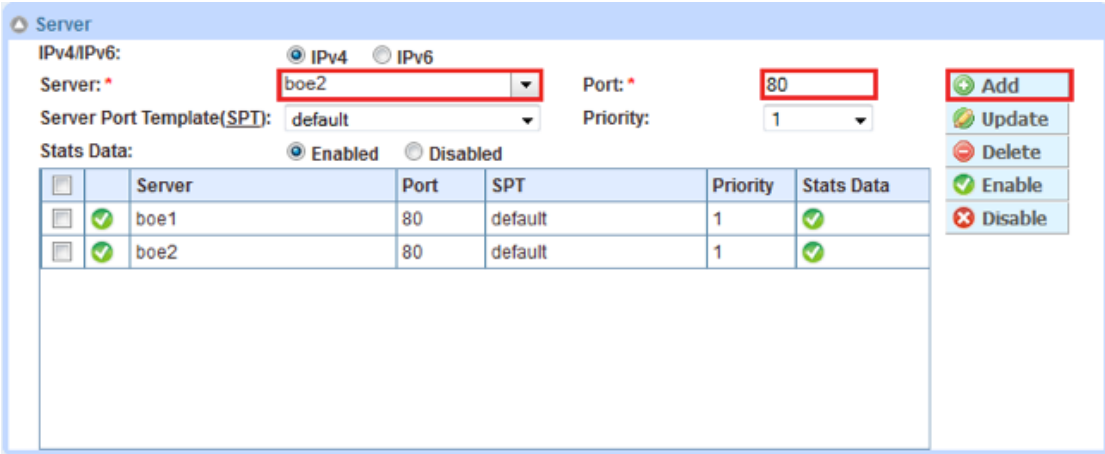 Server
IPv4/IPv6: IPv4 IPv6
Server: * boe2 Port: * 80 Add
Server Port Template(SPT): default Priority: 1 Update
Stats Data: Enabled Disabled Delete
Server Port SPT Priority Stats Data Enable
boe1 80 default 1 Disable
boe2 80 default 1